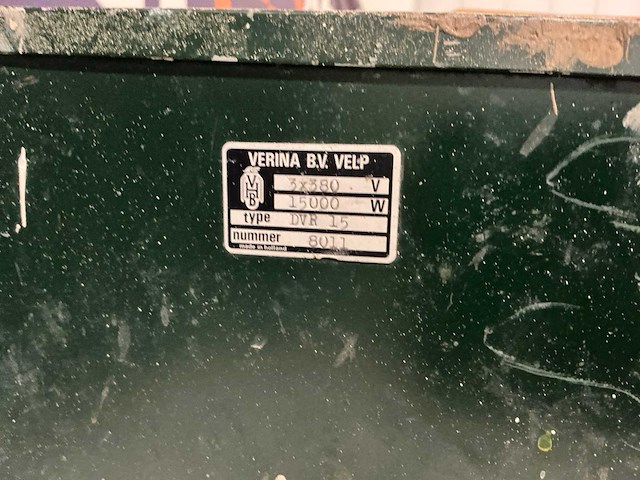 VERINA B.V. VELP
3x380 V
15000 W
type DVR 15
nummer 8011
made in holland